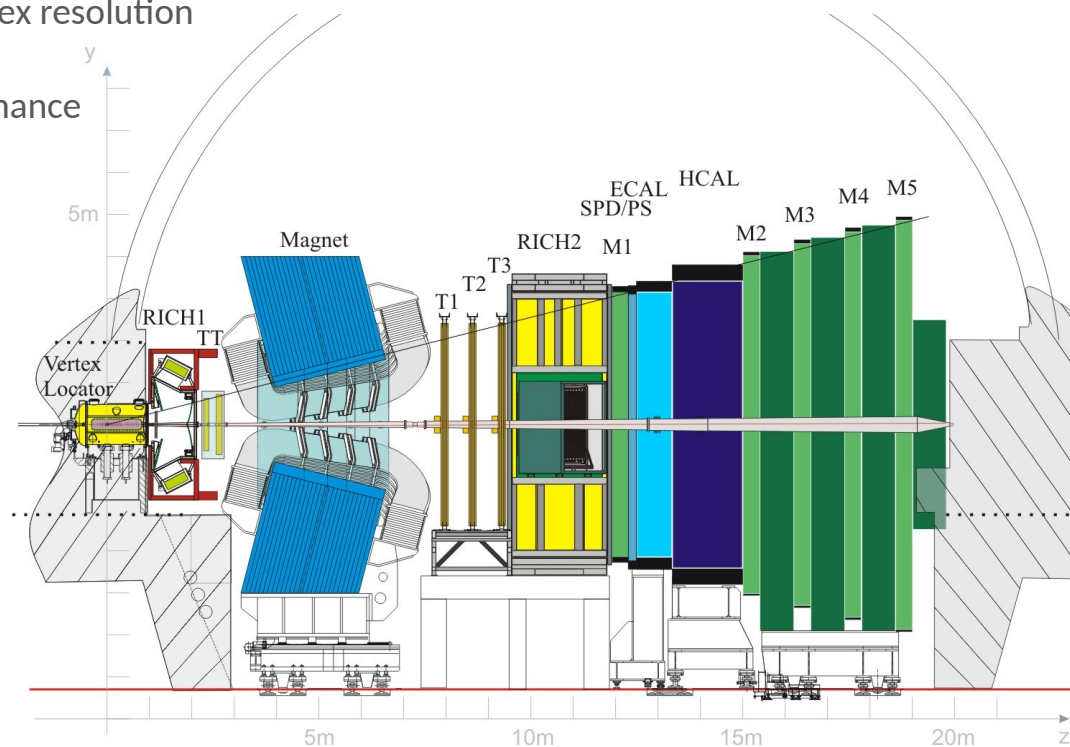 ex resolution
y
nance
5m
Magnet
RICH1
TT
Vertex
Locator
T1
T2
T3
RICH2
SPD/PS
ECAL
HCAL
M1
M2
M3
M4
M5
5m
10m
15m
20m
z